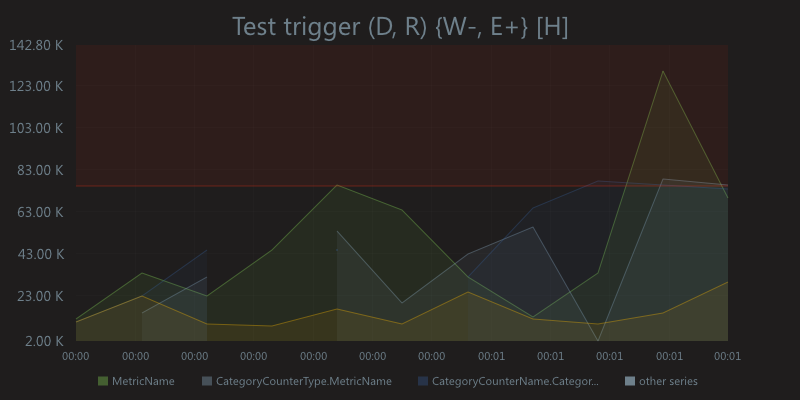 Test trigger (D, R) {W-, E+} [H]
142.80 K
123.00 K
103.00 K
83.00 K
63.00 K
43.00 K
23.00 K
2.00 K
00:00 00:00 00:00 00:00 00:00 00:00 00:00 00:01 00:01 00:01 00:01 00:01
MetricName CategoryCounterType.MetricName CategoryCounterName.Categor... other series